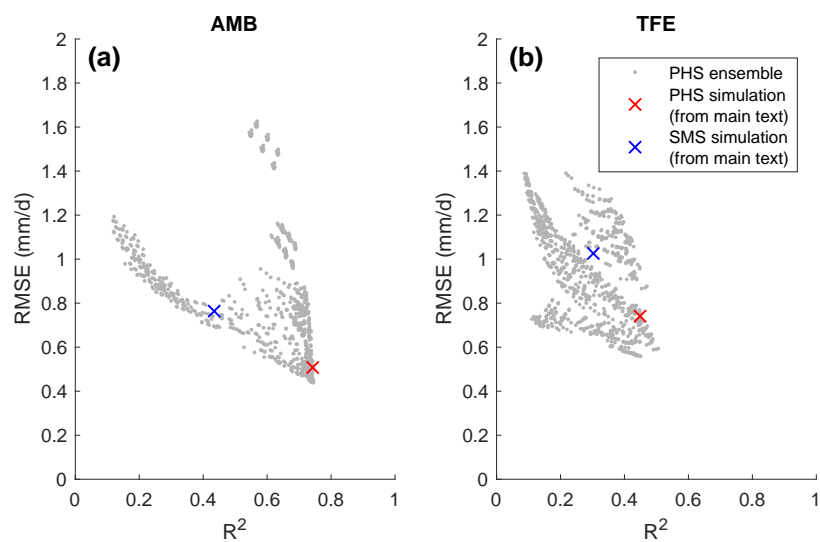 AMB
(a)
RMSE (mm/d)
2
1.8
1.6
1.4
1.2
1
0.8
0.6
0.4
0.2
0
0 0.2 0.4 0.6 0.8 1
R²
TFE
(b)
PHS ensemble
PHS simulation
(from main text)
SMS simulation
(from main text)
RMSE (mm/d)
2
1.8
1.6
1.4
1.2
1
0.8
0.6
0.4
0.2
0
0 0.2 0.4 0.6 0.8 1
R²